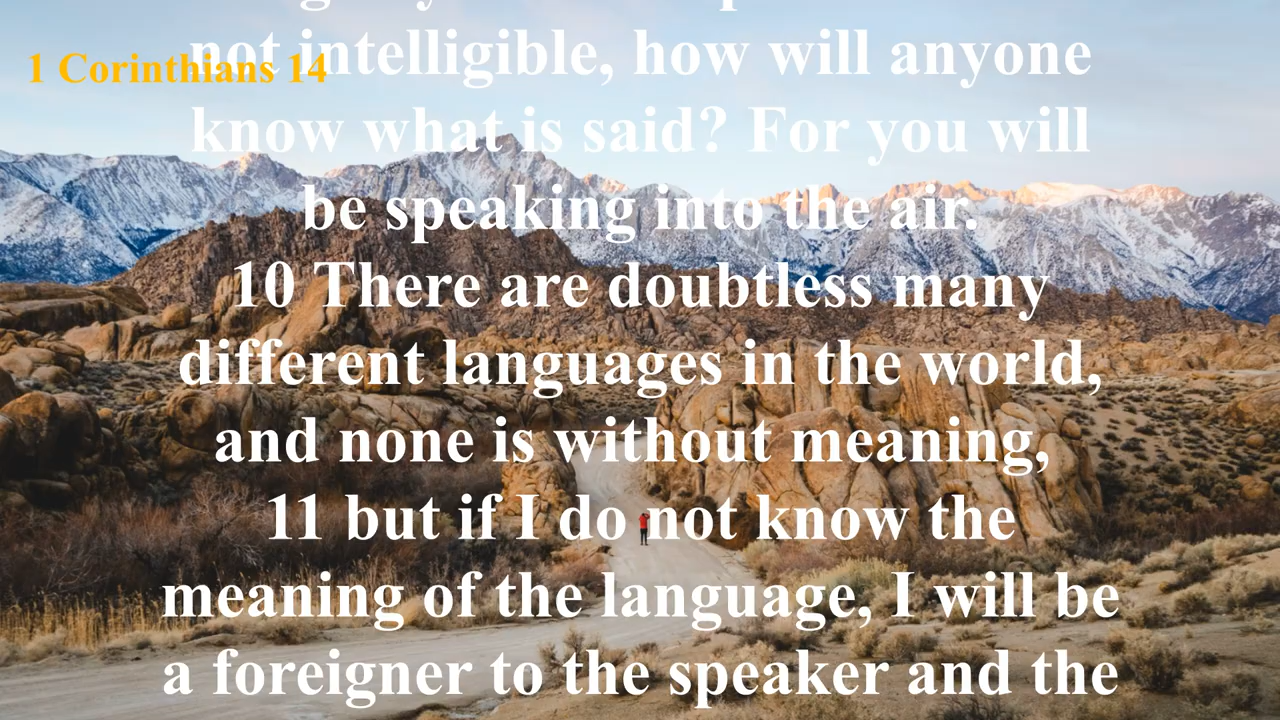 1 Corinthians 14
not intelligible, how will anyone
know what is said? For you will
be speaking into the air.
10 There are doubtless many
different languages in the world,
and none is without meaning,
11 but if I do not know the
meaning of the language, I will be
a foreigner to the speaker and the